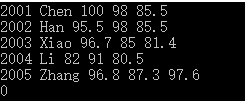 2001 Chen 100 98 85.5
2002 Han 95.5 98 85.5
2003 Xiao 96.7 85 81.4
2004 Li 82 91 80.5
2005 Zhang 96.8 87.3 97.6
0